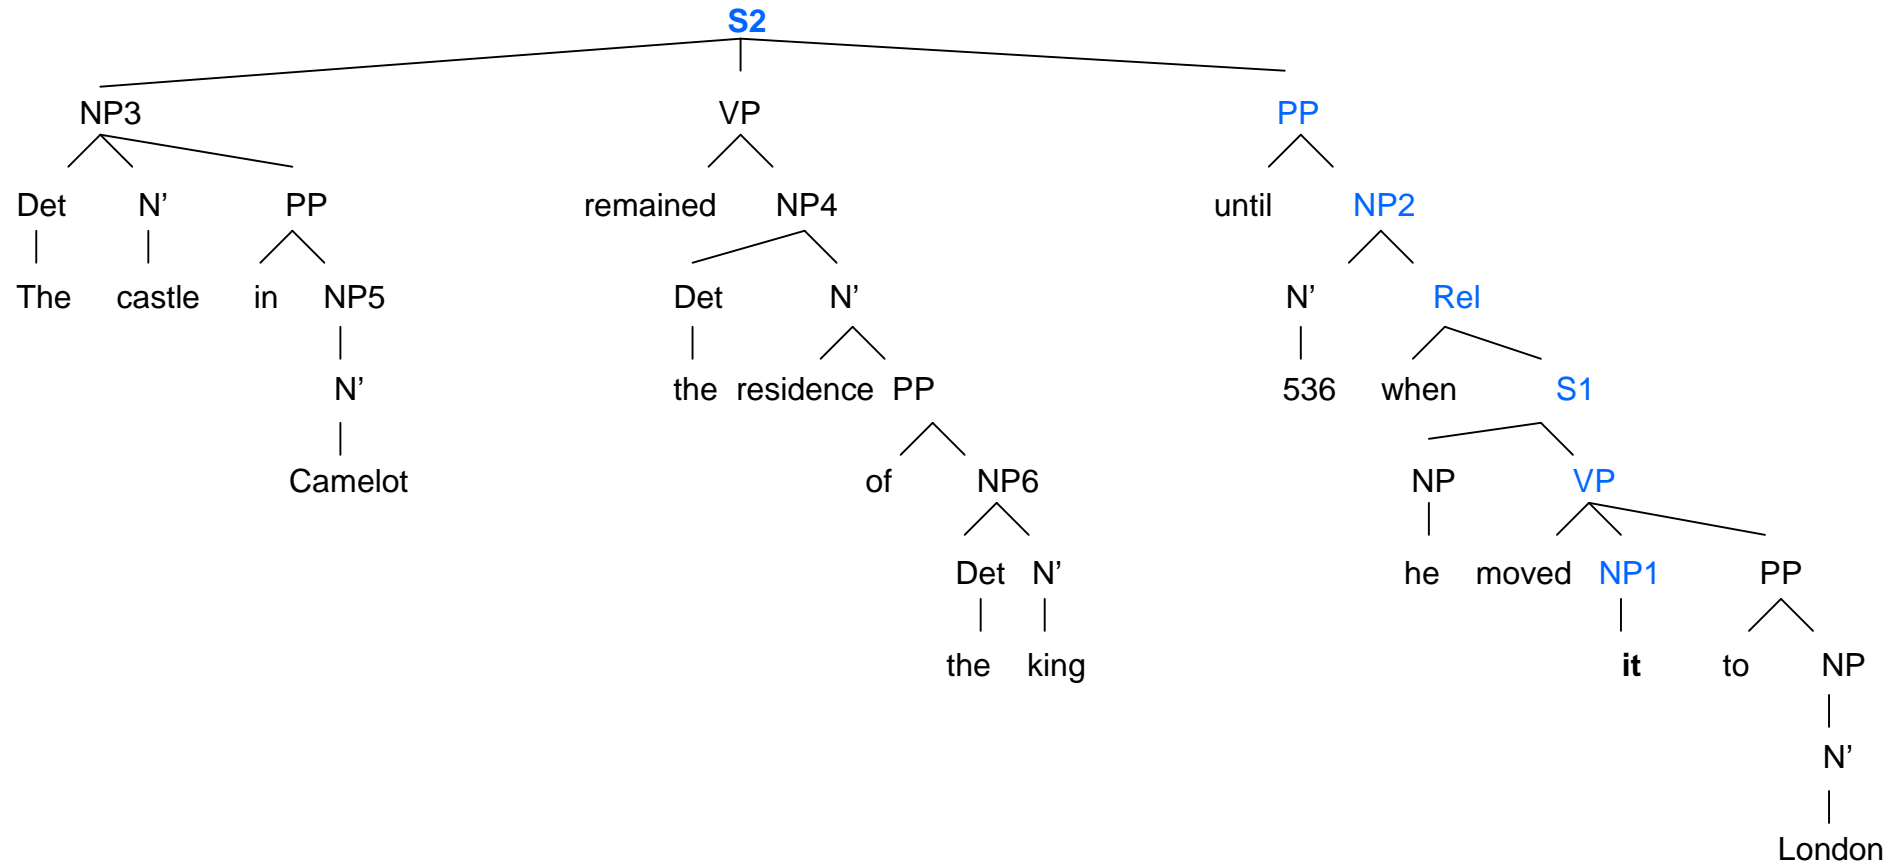 S2
NP3 VP PP
Det N’ PP remained NP4 until NP2
The castle in NP5 Det N’ N’ Rel
N’ the residence PP 536 when S1
Camelot of NP6 NP VP
Det N’ he moved NP1 PP
the king it to NP
N’
London